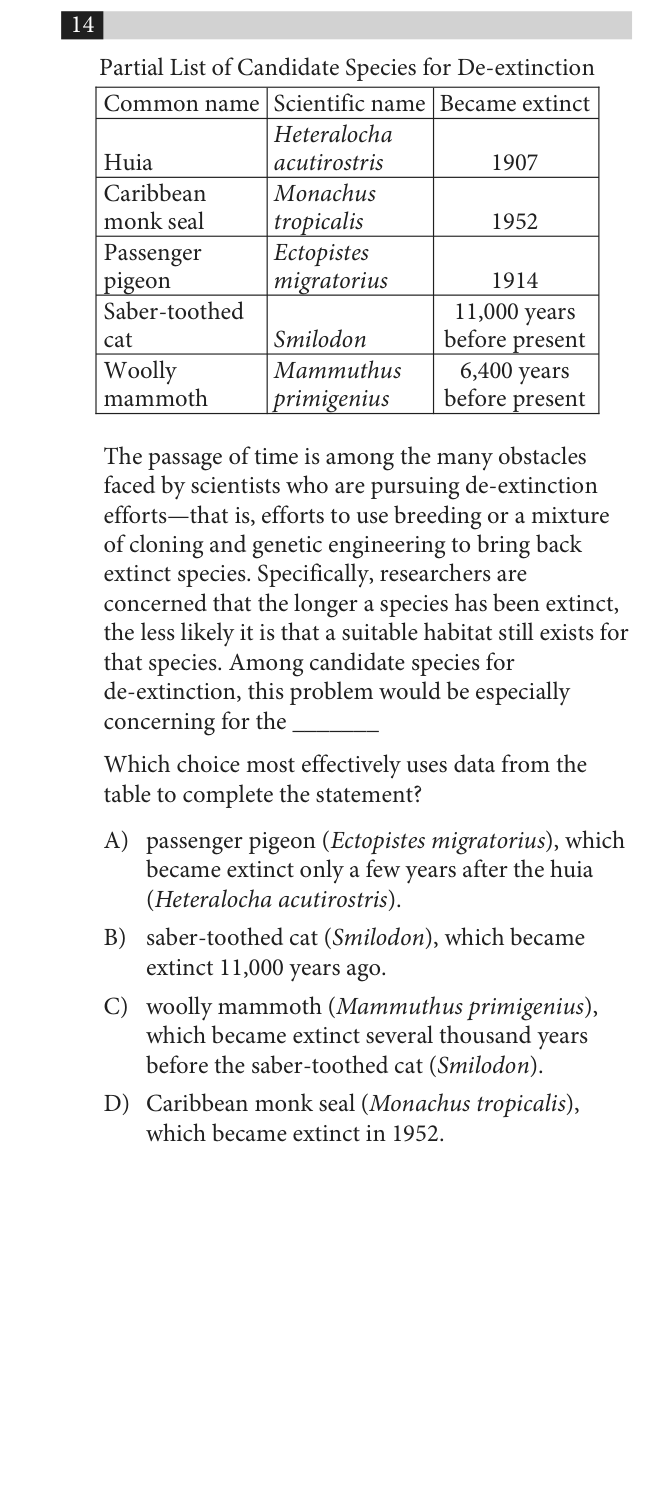 14
Partial List of Candidate Species for De-extinction
Common name Scientific name Became extinct
Huia Heteralocha acutirostris 1907
Caribbean monk seal Monachus tropicalis 1952
Passenger pigeon Ectopistes migratorius 1914
Saber-toothed cat Smilodon 11,000 years before present
Woolly mammoth Mammuthus primigenius 6,400 years before present
The passage of time is among the many obstacles
faced by scientists who are pursuing de-extinction
efforts—that is, efforts to use breeding or a mixture
of cloning and genetic engineering to bring back
extinct species. Specifically, researchers are
concerned that the longer a species has been extinct,
the less likely it is that a suitable habitat still exists for
that species. Among candidate species for
de-extinction, this problem would be especially
concerning for the _______
Which choice most effectively uses data from the
table to complete the statement?
A) passenger pigeon (Ectopistes migratorius), which
became extinct only a few years after the huia
(Heteralocha acutirostris).
B) saber-toothed cat (Smilodon), which became
extinct 11,000 years ago.
C) woolly mammoth (Mammuthus primigenius),
which became extinct several thousand years
before the saber-toothed cat (Smilodon).
D) Caribbean monk seal (Monachus tropicalis),
which became extinct in 1952.